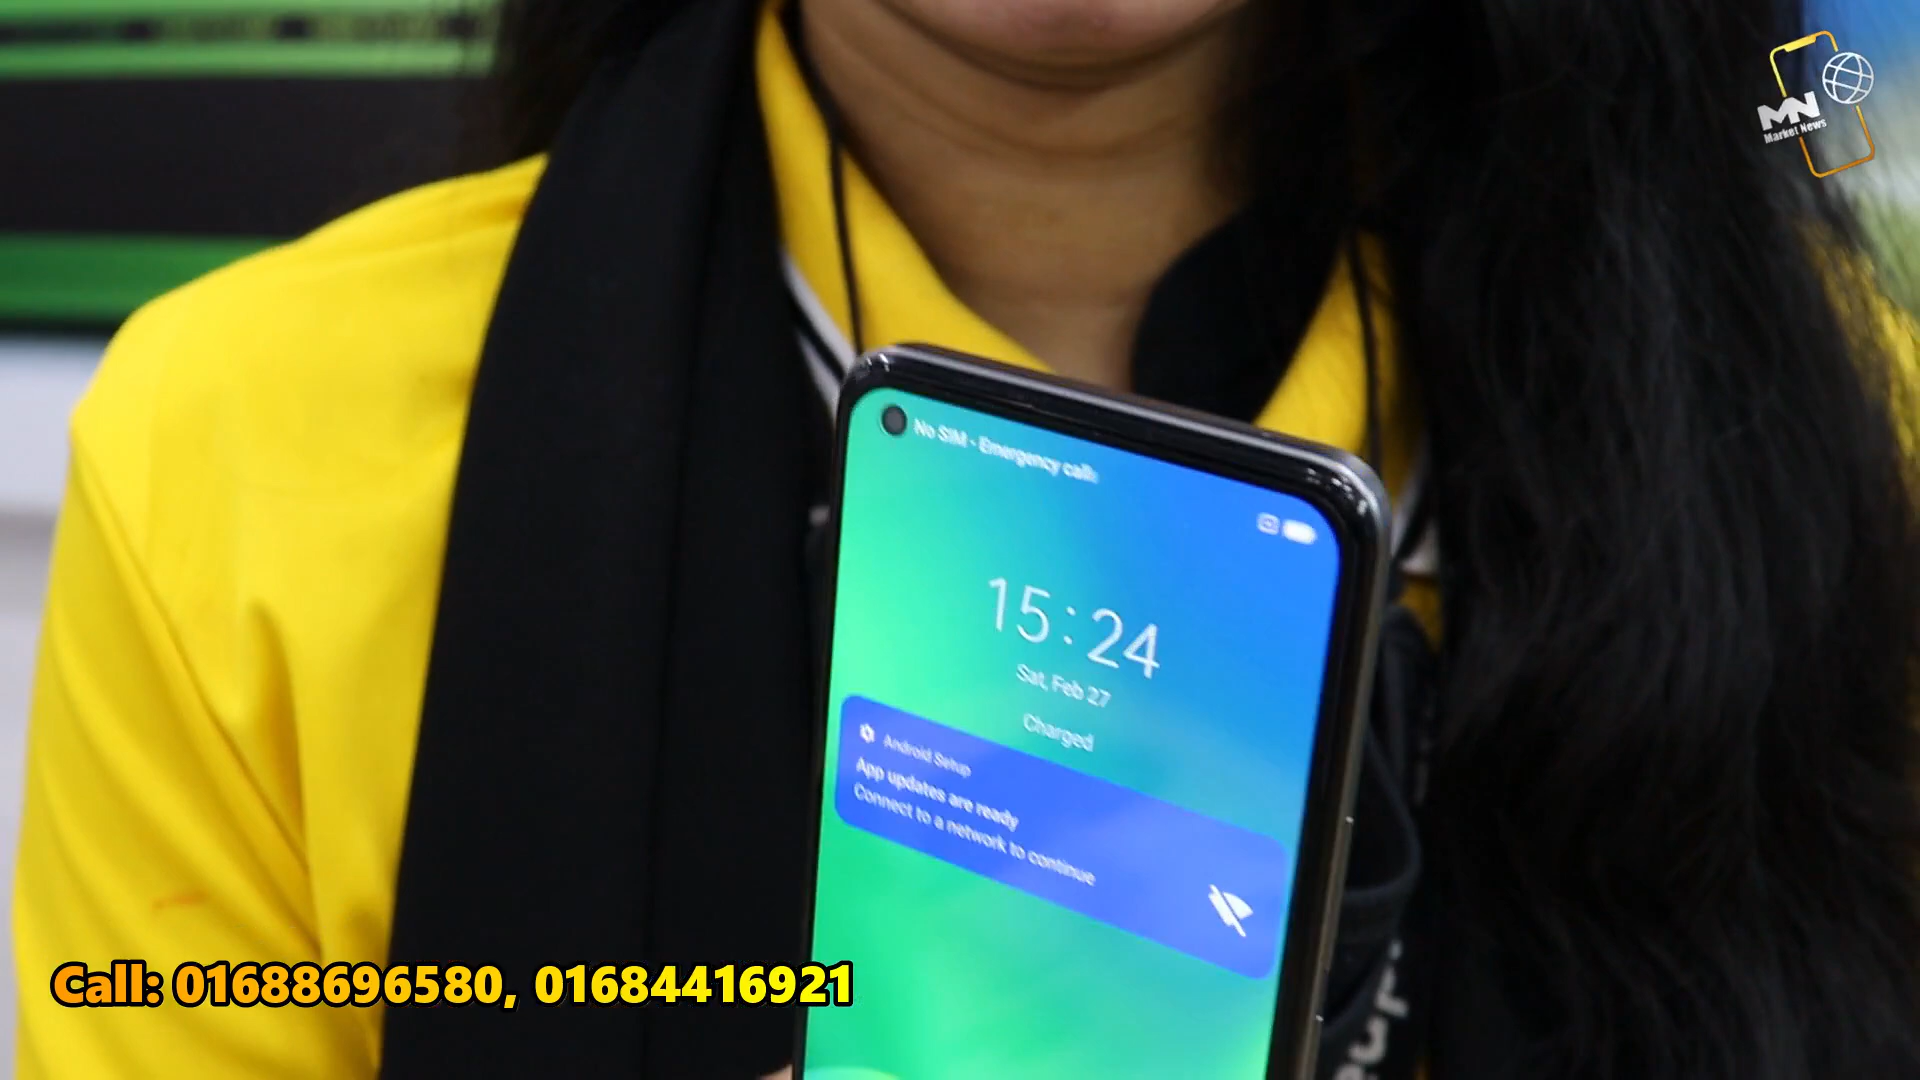 MN
Market News
No SIM - Emergency calls
15:24
Sat, Feb 27
Charged
Android Setup
App updates are ready
Connect to a network to continue
Call: 01688696580, 01684416921